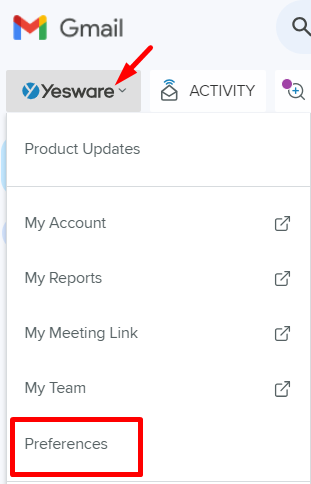 Gmail
Yesware
ACTIVITY
Product Updates
My Account
My Reports
My Meeting Link
My Team
Preferences